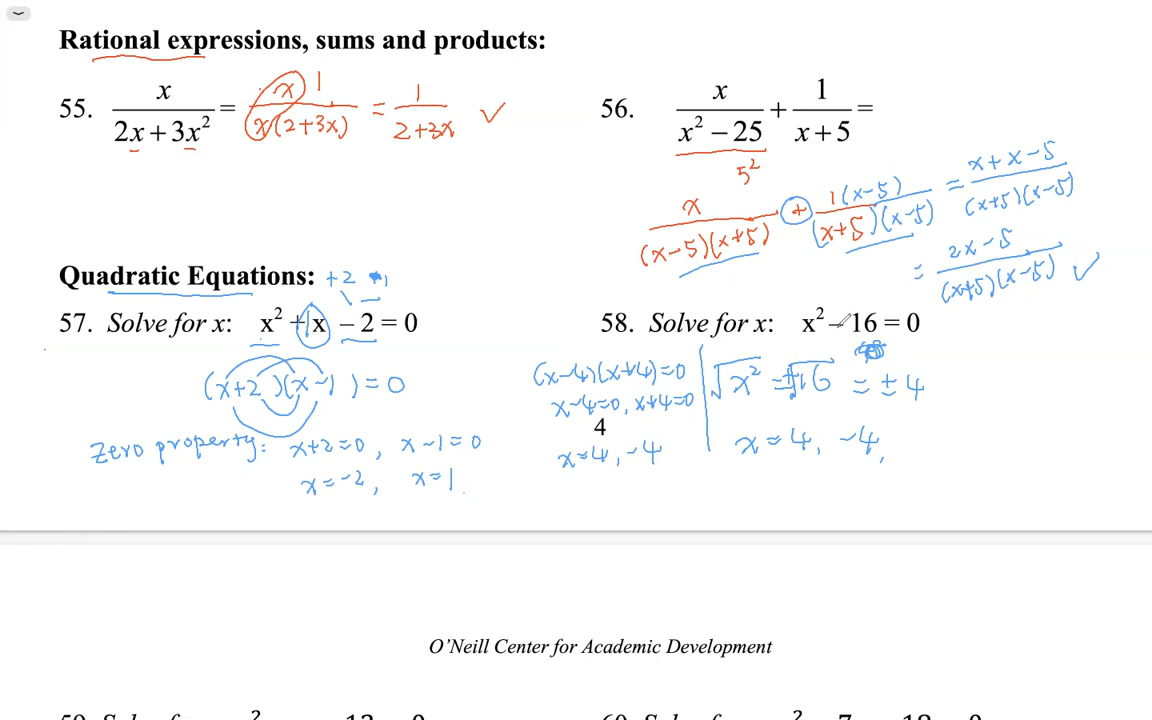 Rational expressions, sums and products:
55. x / (2x + 3x²) = x 1 / x(2+3x) = 1 / (2+3x) ✓
56. x / (x² − 25) + 1 / (x + 5) =
5²
x / (x−5)(x+5) + 1(x−5) / (x+5)(x−5) = x+x−5 / (x+5)(x−5)
= 2x−5 / (x+5)(x−5) ✓
Quadratic Equations: +2 -1
57. Solve for x: x² + 1x − 2 = 0
(x+2)(x−1) = 0
Zero property: x+2=0, x−1=0
x=−2, x=1
58. Solve for x: x² − 16 = 0
(x−4)(x+4)=0
x−4=0, x+4=0
x=4, −4
√x² = ±√16 = ±4
x = 4, −4,
4
O'Neill Center for Academic Development